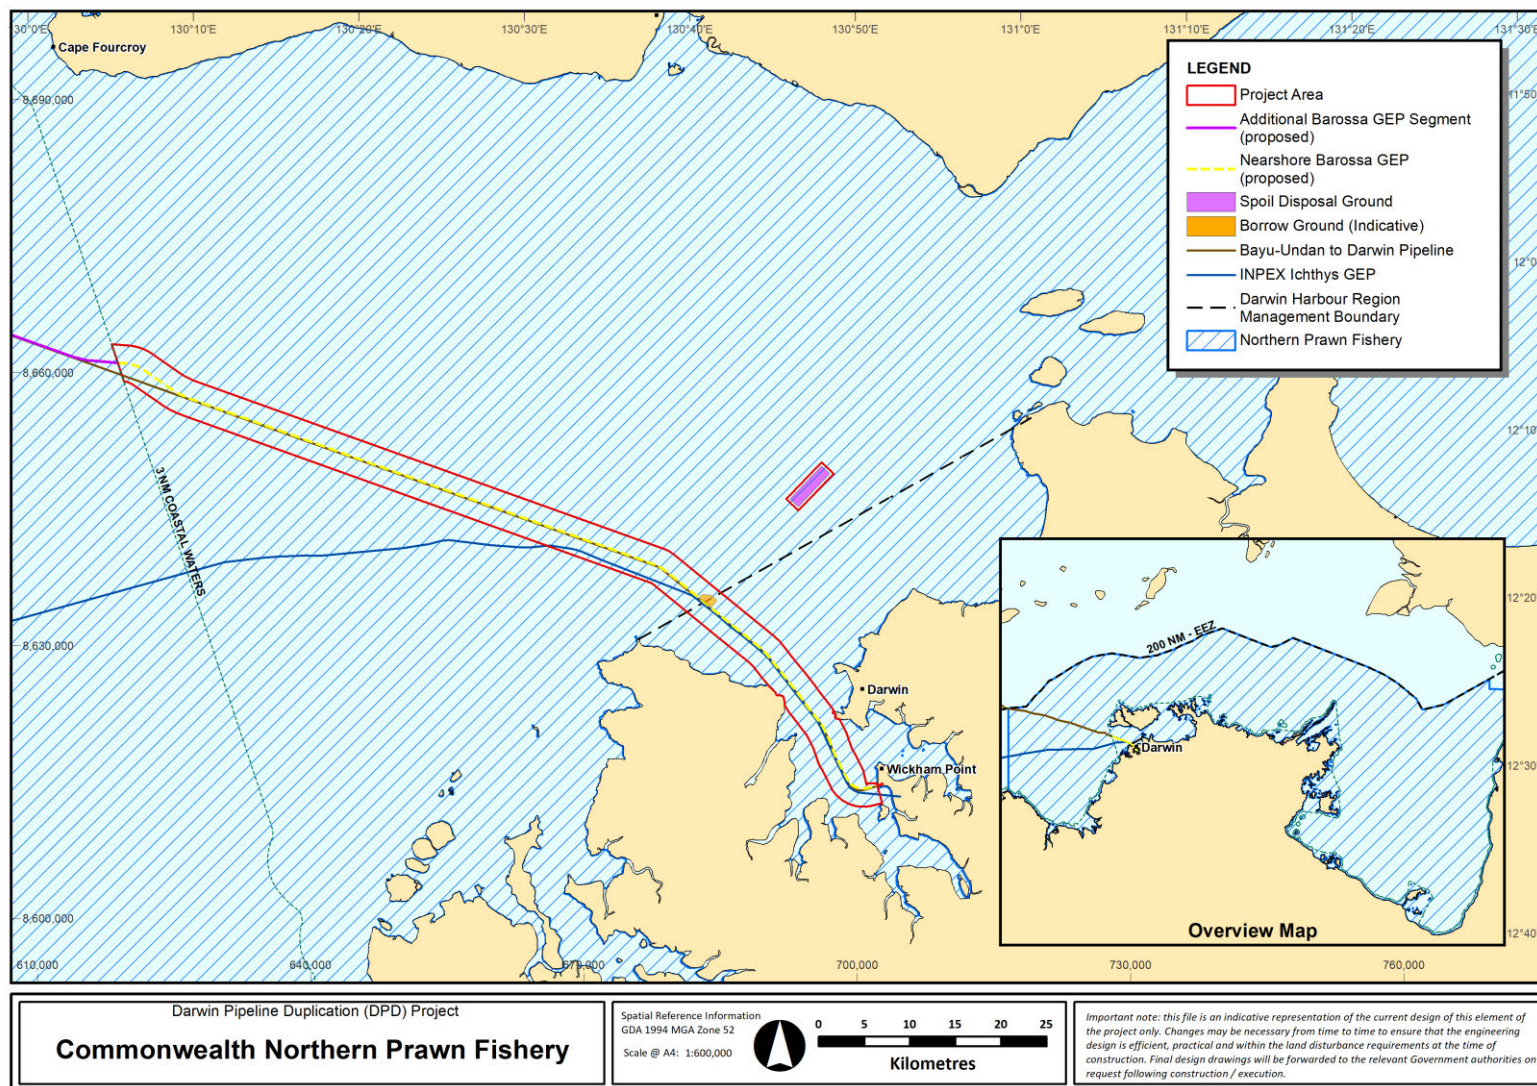 30°0'E
130°10'E
130°20'E
130°30'E
130°40'E
130°50'E
131°0'E
131°10'E
131°20'E
131°30'E
Cape Fourcroy
8,690,000
11°50
LEGEND
Project Area
Additional Barossa GEP Segment
(proposed)
Nearshore Barossa GEP
(proposed)
Spoil Disposal Ground
Borrow Ground (Indicative)
Bayu-Undan to Darwin Pipeline
INPEX Ichthys GEP
Darwin Harbour Region
Management Boundary
Northern Prawn Fishery
12°0
8,660,000
12°10
3 NM COASTAL WATERS
12°20
8,630,000
200 NM - EEZ
Darwin
Darwin
Wickham Point
12°30
8,600,000
Overview Map
12°40
610,000
640,000
670,000
700,000
730,000
760,000
Darwin Pipeline Duplication (DPD) Project
Commonwealth Northern Prawn Fishery
Spatial Reference Information
GDA 1994 MGA Zone 52
Scale @ A4: 1:600,000
0 5 10 15 20 25
Kilometres
Important note: this file is an indicative representation of the current design of this element of
the project only. Changes may be necessary from time to time to ensure that the engineering
design is efficient, practical and within the land disturbance requirements at the time of
construction. Final design drawings will be forwarded to the relevant Government authorities on
request following construction / execution.